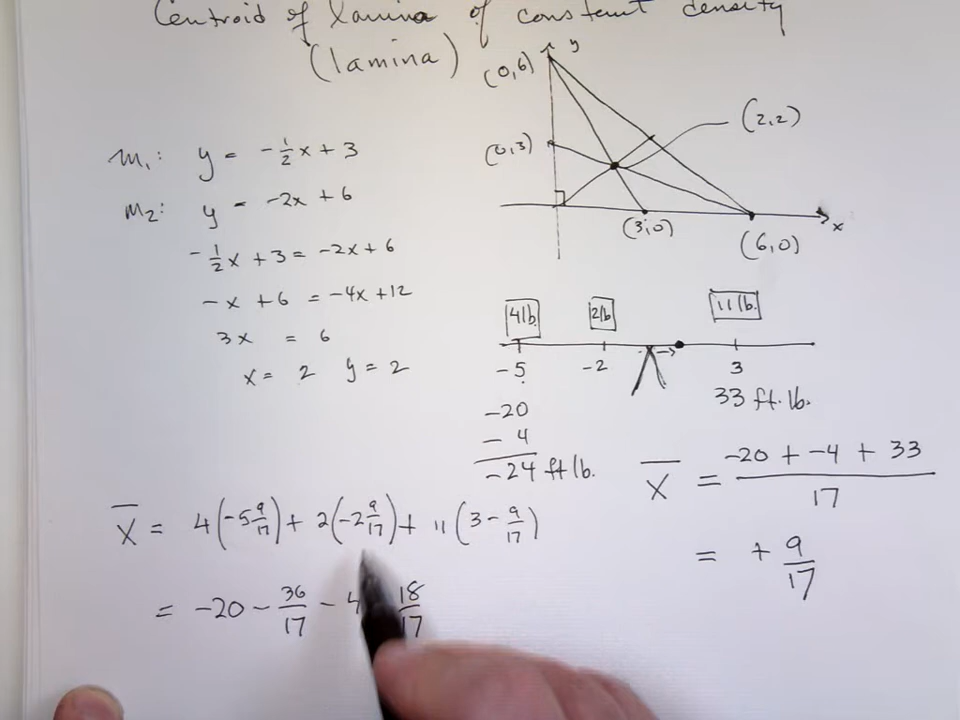 Centroid of lamina of constant density
(lamina)
m₁: y = -½x + 3
m₂: y = -2x + 6
-½x + 3 = -2x + 6
-x + 6 = -4x + 12
3x = 6
x = 2 y = 2
y
(0,6)
(2,2)
(0,3)
x
(3,0)
(6,0)
4 lb.
2 lb
11 lb.
-5
-2
3
-20
33 ft. lb.
-4
-24 ft lb.
X̄ = (-20 + -4 + 33)/17
= + 9/17
X̄ = 4(-5 9/17) + 2(-2 9/17) + 11(3 - 9/17)
= -20 - 36/17 - 4 18/17